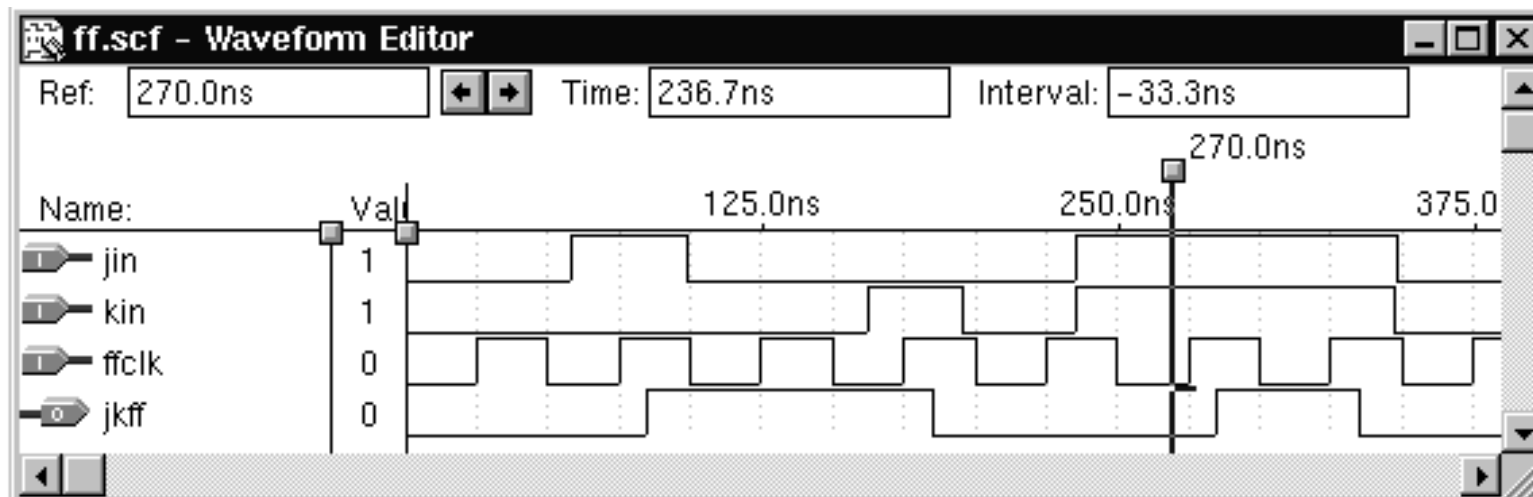 ff.scf - Waveform Editor
Ref: 270.0ns Time: 236.7ns Interval: -33.3ns
270.0ns
Name: Valu 125.0ns 250.0ns 375.0
I jin 1
I kin 1
I ffclk 0
O jkff 0